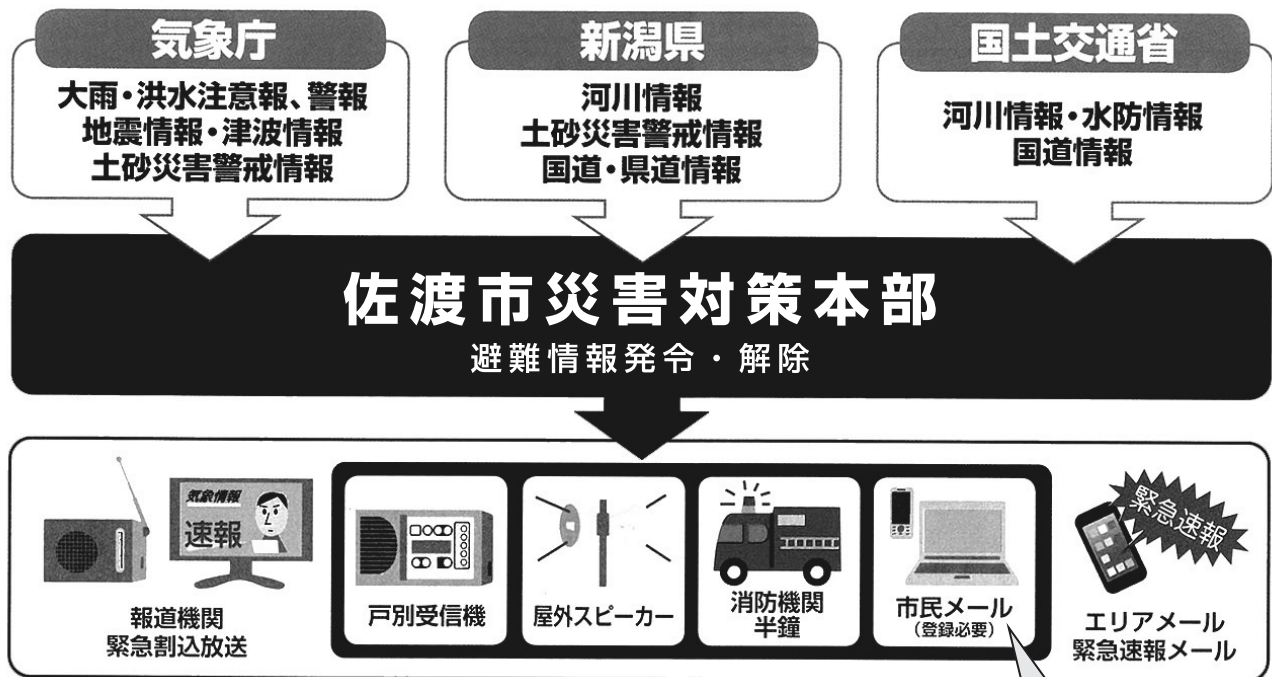 気象庁
大雨・洪水注意報、警報
地震情報・津波情報
土砂災害警戒情報
新潟県
河川情報
土砂災害警戒情報
国道・県道情報
国土交通省
河川情報・水防情報
国道情報
佐渡市災害対策本部
避難情報発令・解除
気象情報
速報
報道機関
緊急割込放送
戸別受信機
屋外スピーカー
消防機関
半鐘
市民メール
（登録必要）
緊急速報
エリアメール
緊急速報メール